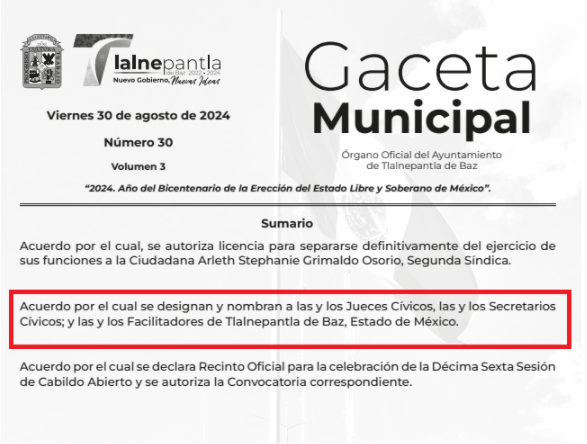 Tlalnepantla
de Baz 2022 • 2024
Nuevo Gobierno, Nuevas Ideas
Viernes 30 de agosto de 2024
Número 30
Volumen 3
Gaceta
Municipal
Órgano Oficial del Ayuntamiento
de Tlalnepantla de Baz
“2024. Año del Bicentenario de la Erección del Estado Libre y Soberano de México”.
Sumario
Acuerdo por el cual, se autoriza licencia para separarse definitivamente del ejercicio de
sus funciones a la Ciudadana Arleth Stephanie Grimaldo Osorio, Segunda Síndica.
Acuerdo por el cual se designan y nombran a las y los Jueces Cívicos, las y los Secretarios
Cívicos; y las y los Facilitadores de Tlalnepantla de Baz, Estado de México.
Acuerdo por el cual se declara Recinto Oficial para la celebración de la Décima Sexta Sesión
de Cabildo Abierto y se autoriza la Convocatoria correspondiente.